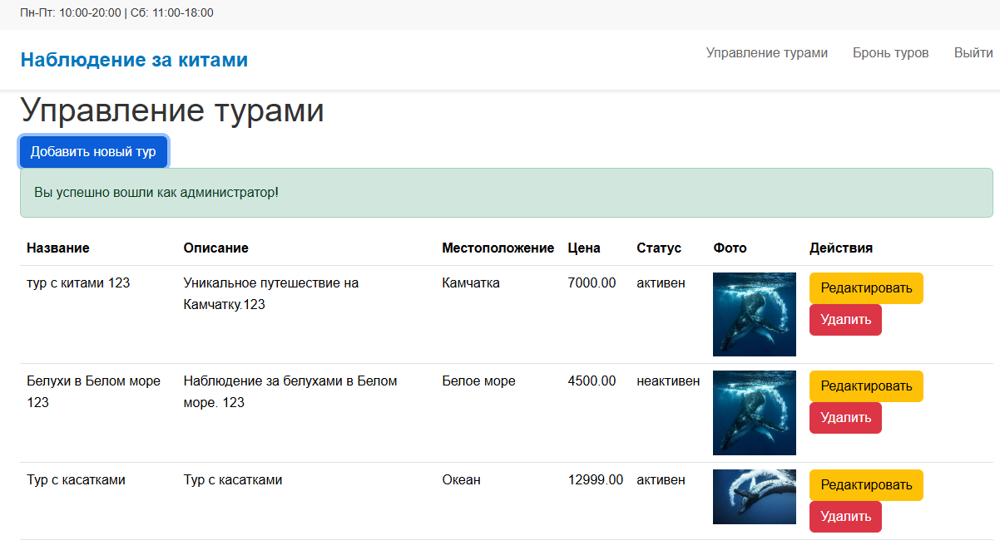 Пн-Пт: 10:00-20:00 | Сб: 11:00-18:00
Наблюдение за китами
Управление турами Бронь туров Выйти
Управление турами
Добавить новый тур
Вы успешно вошли как администратор!
Название Описание Местоположение Цена Статус Фото Действия
тур с китами 123 Уникальное путешествие на Камчатка 7000.00 активен Редактировать
Камчатку.123
Удалить
Белухи в Белом море Наблюдение за белухами в Белом Белое море 4500.00 неактивен Редактировать
123 море. 123
Удалить
Тур с касатками Тур с касатками Океан 12999.00 активен Редактировать
Удалить